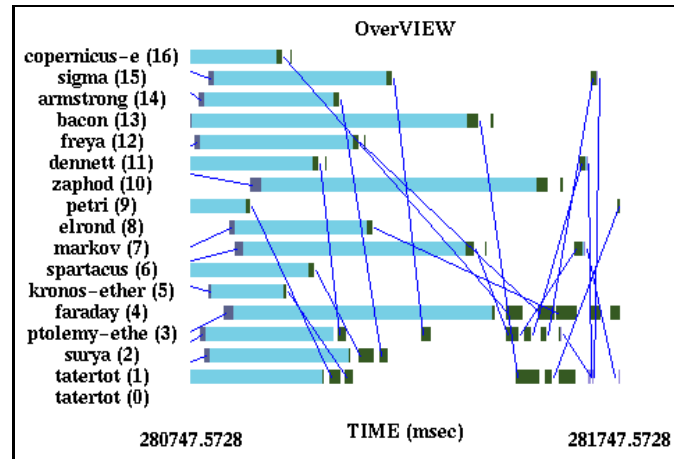 OverVIEW
copernicus-e (16)
sigma (15)
armstrong (14)
bacon (13)
freya (12)
dennett (11)
zaphod (10)
petri (9)
elrond (8)
markov (7)
spartacus (6)
kronos-ether (5)
faraday (4)
ptolemy-ethe (3)
surya (2)
tatertot (1)
tatertot (0)
280747.5728 TIME (msec) 281747.5728